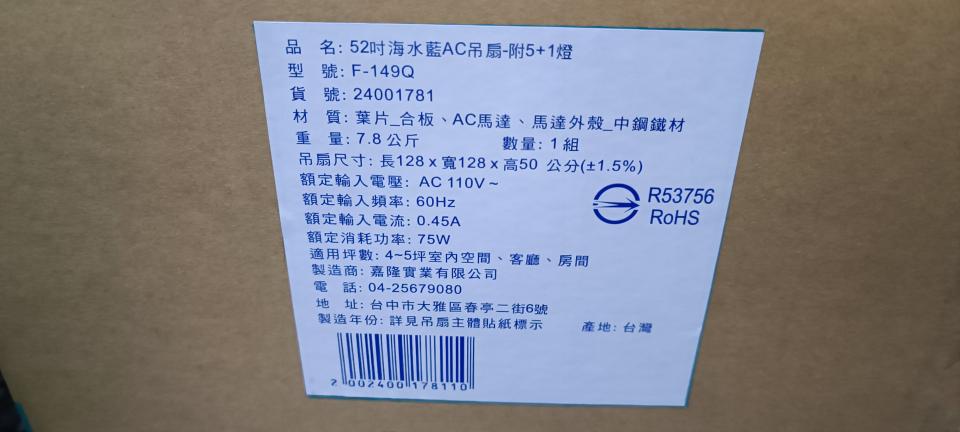 品 名: 52吋海水藍AC吊扇-附5+1燈
型 號: F-149Q
貨 號: 24001781
材 質: 葉片_合板、AC馬達、馬達外殼_中鋼鐵材
重 量: 7.8公斤 數量: 1組
吊扇尺寸: 長128x寬128x高50 公分(±1.5%)
額定輸入電壓: AC 110V~
額定輸入頻率: 60Hz
R53756
RoHS
額定輸入電流: 0.45A
額定消耗功率: 75W
適用坪數: 4~5坪室內空間、客廳、房間
製造商: 嘉隆實業有限公司
電 話: 04-25679080
地 址: 台中市大雅區春亭二街6號
製造年份: 詳見吊扇主體貼紙標示 產地: 台灣
2 002400 178110